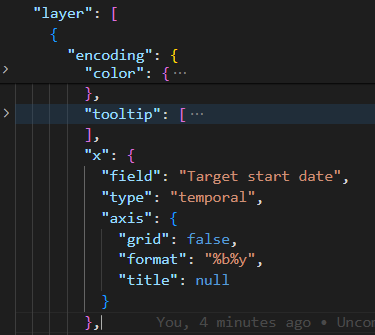 "layer": [
{
"encoding": {
"color": {…
},
"tooltip": [ …
],
"x": {
"field": "Target start date",
"type": "temporal",
"axis": {
"grid": false,
"format": "%b%y",
"title": null
}
}, You, 4 minutes ago • Uncom